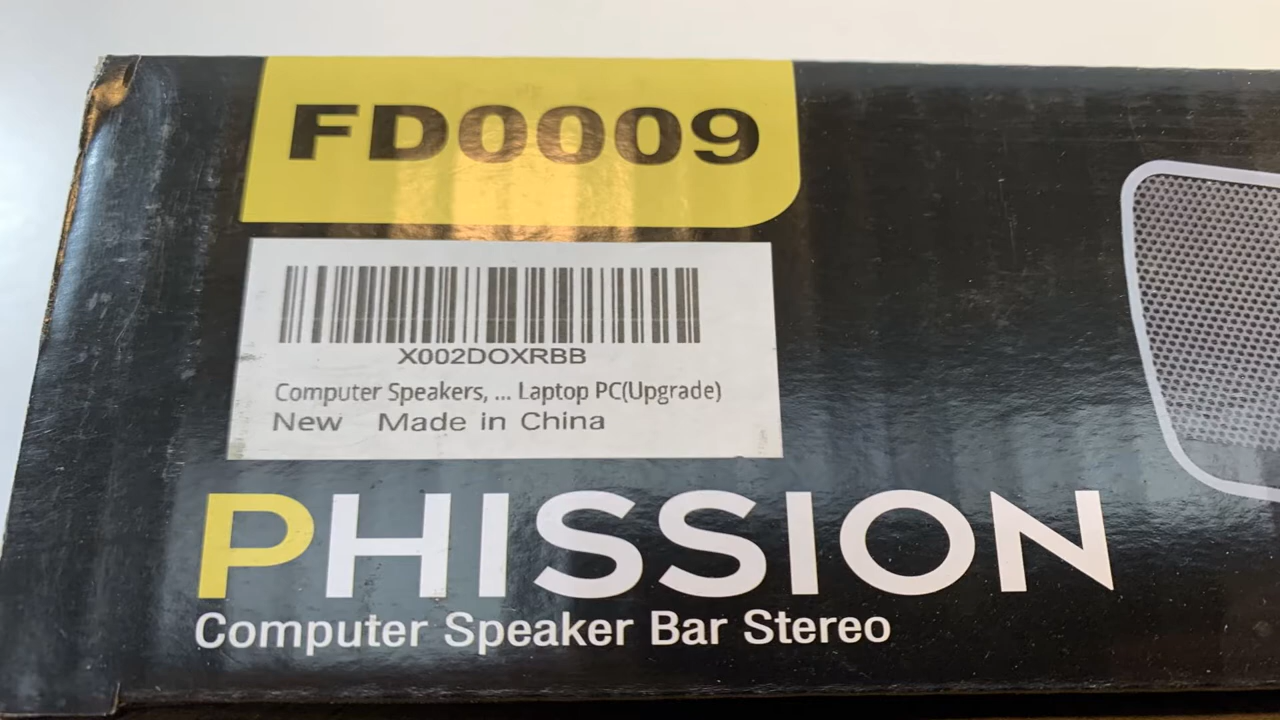 FD0009
X002DOXRBB
Computer Speakers, ... Laptop PC(Upgrade)
New Made in China
PHISSION
Computer Speaker Bar Stereo